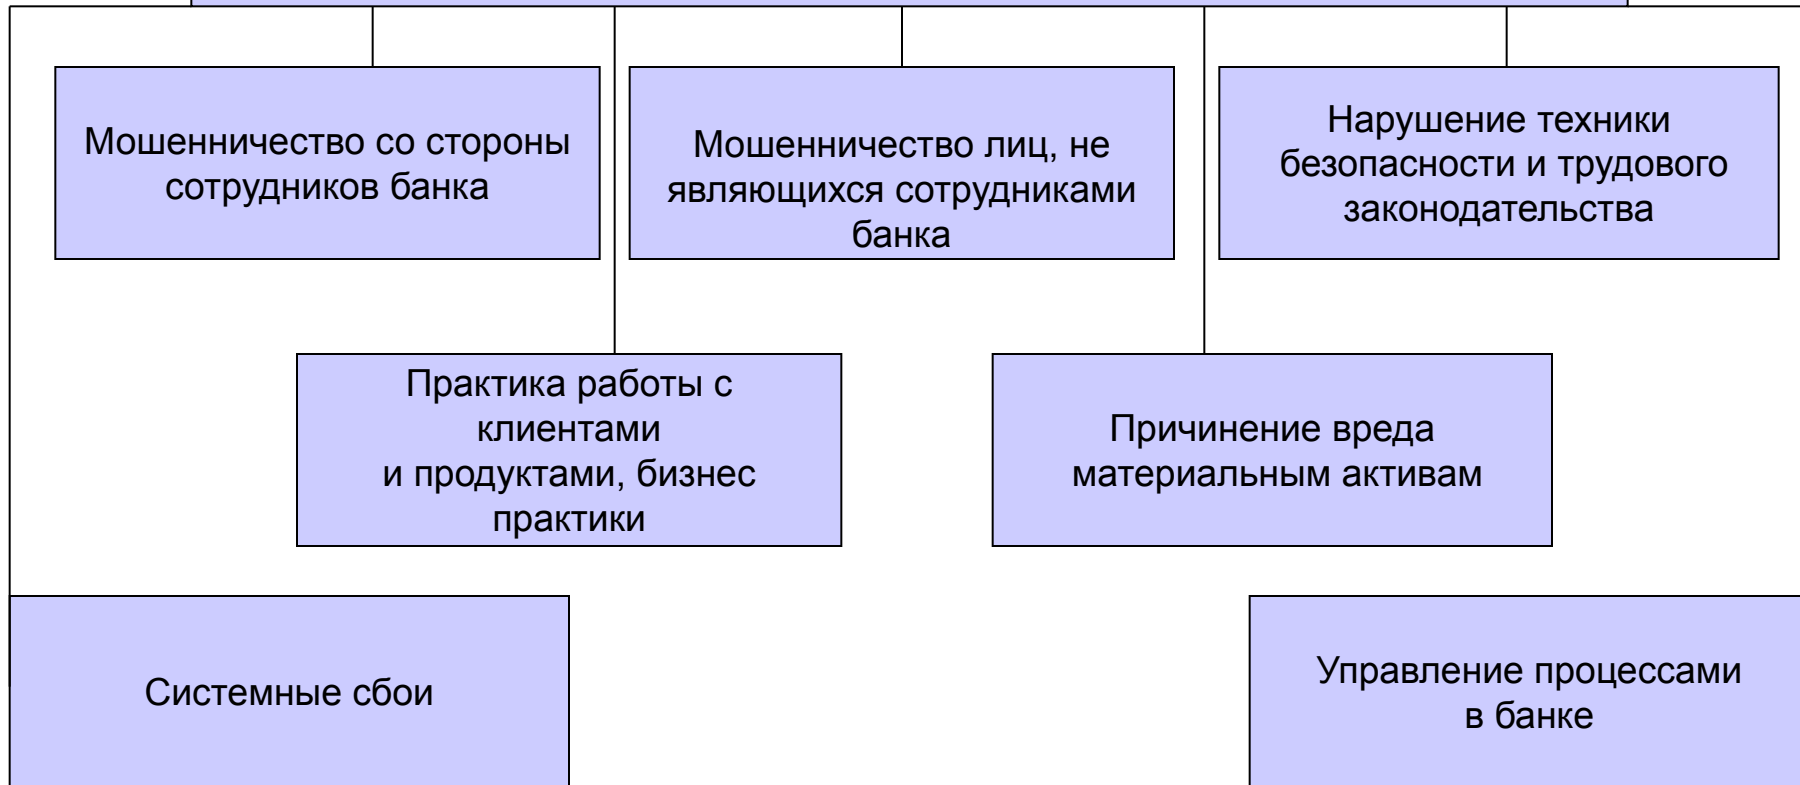 Мошенничество со стороны
сотрудников банка
Мошенничество лиц, не
являющихся сотрудниками
банка
Нарушение техники
безопасности и трудового
законодательства
Практика работы с
клиентами
и продуктами, бизнес
практики
Причинение вреда
материальным активам
Системные сбои
Управление процессами
в банке